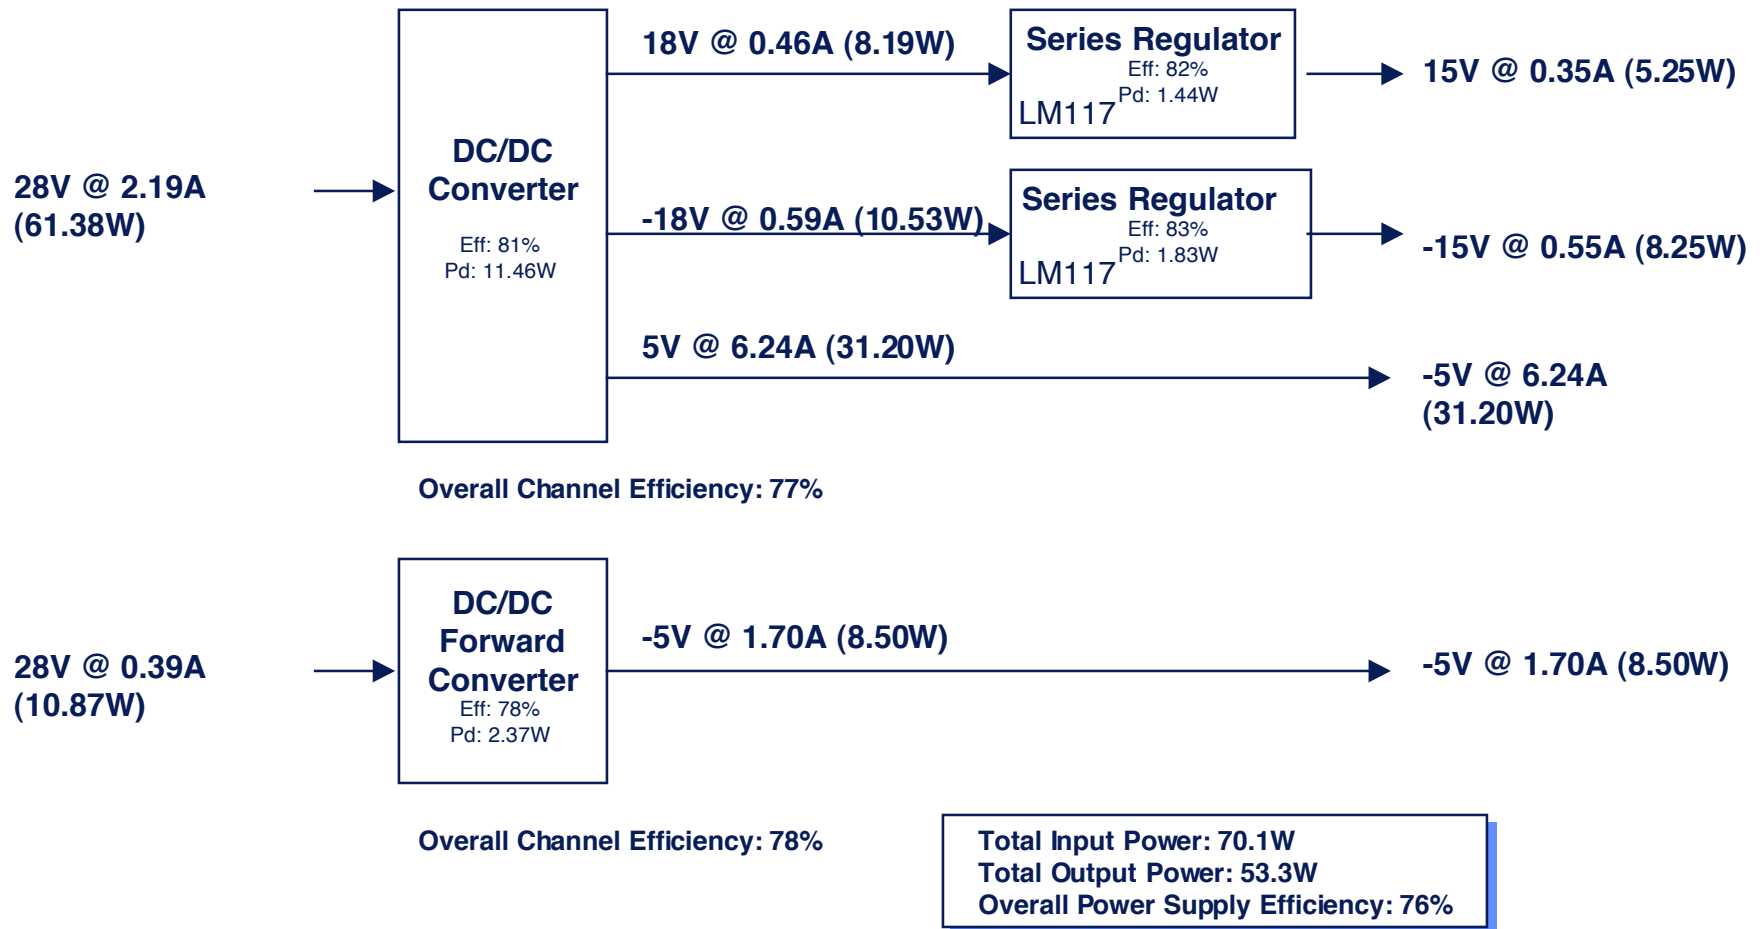 18V @ 0.46A (8.19W)
Series Regulator
Eff: 82%
Pd: 1.44W
LM117
15V @ 0.35A (5.25W)
DC/DC
Converter
Eff: 81%
Pd: 11.46W
28V @ 2.19A
(61.38W)
-18V @ 0.59A (10.53W)
Series Regulator
Eff: 83%
Pd: 1.83W
LM117
-15V @ 0.55A (8.25W)
5V @ 6.24A (31.20W)
-5V @ 6.24A
(31.20W)
Overall Channel Efficiency: 77%
DC/DC
Forward
Converter
Eff: 78%
Pd: 2.37W
28V @ 0.39A
(10.87W)
-5V @ 1.70A (8.50W)
-5V @ 1.70A (8.50W)
Overall Channel Efficiency: 78%
Total Input Power: 70.1W
Total Output Power: 53.3W
Overall Power Supply Efficiency: 76%